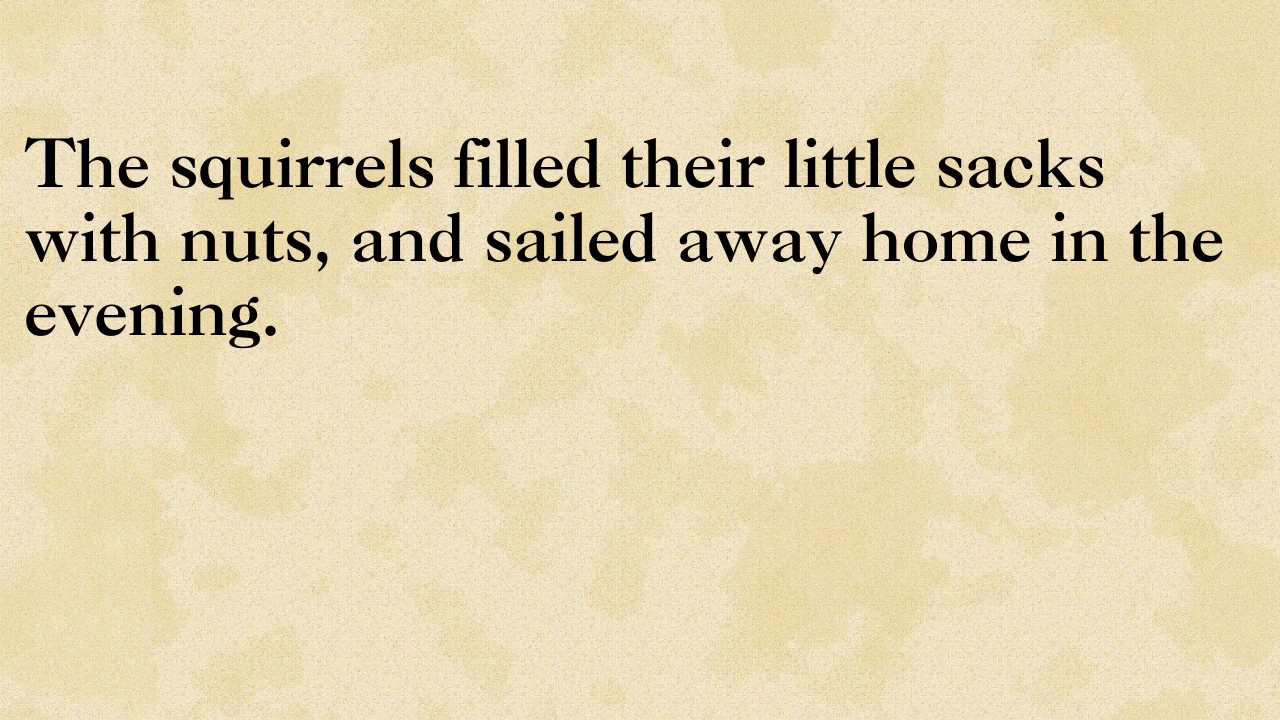 The squirrels filled their little sacks
with nuts, and sailed away home in the
evening.